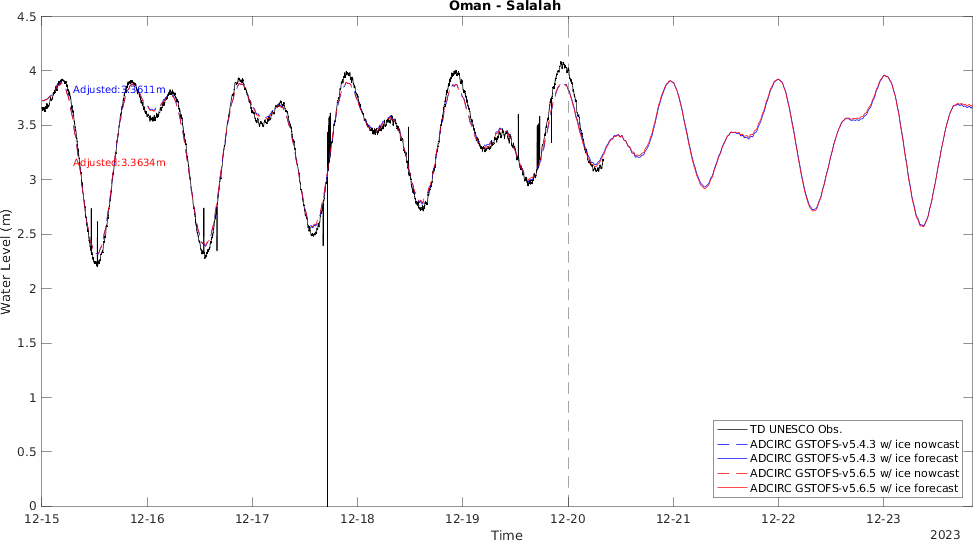 Oman - Salalah
4.5
4
3.5
3
2.5
2
1.5
1
0.5
0
Water Level (m)
Adjusted:3.3611m
Adjusted:3.3634m
TD UNESCO Obs.
ADCIRC GSTOFS-v5.4.3 w/ ice nowcast
ADCIRC GSTOFS-v5.4.3 w/ ice forecast
ADCIRC GSTOFS-v5.6.5 w/ ice nowcast
ADCIRC GSTOFS-v5.6.5 w/ ice forecast
12-15 12-16 12-17 12-18 12-19 12-20 12-21 12-22 12-23
Time
2023